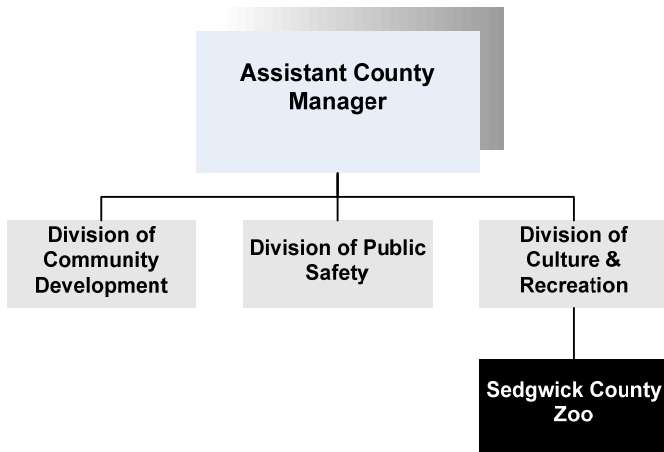 Assistant County
Manager
Division of
Community
Development
Division of Public
Safety
Division of
Culture &
Recreation
Sedgwick County
Zoo